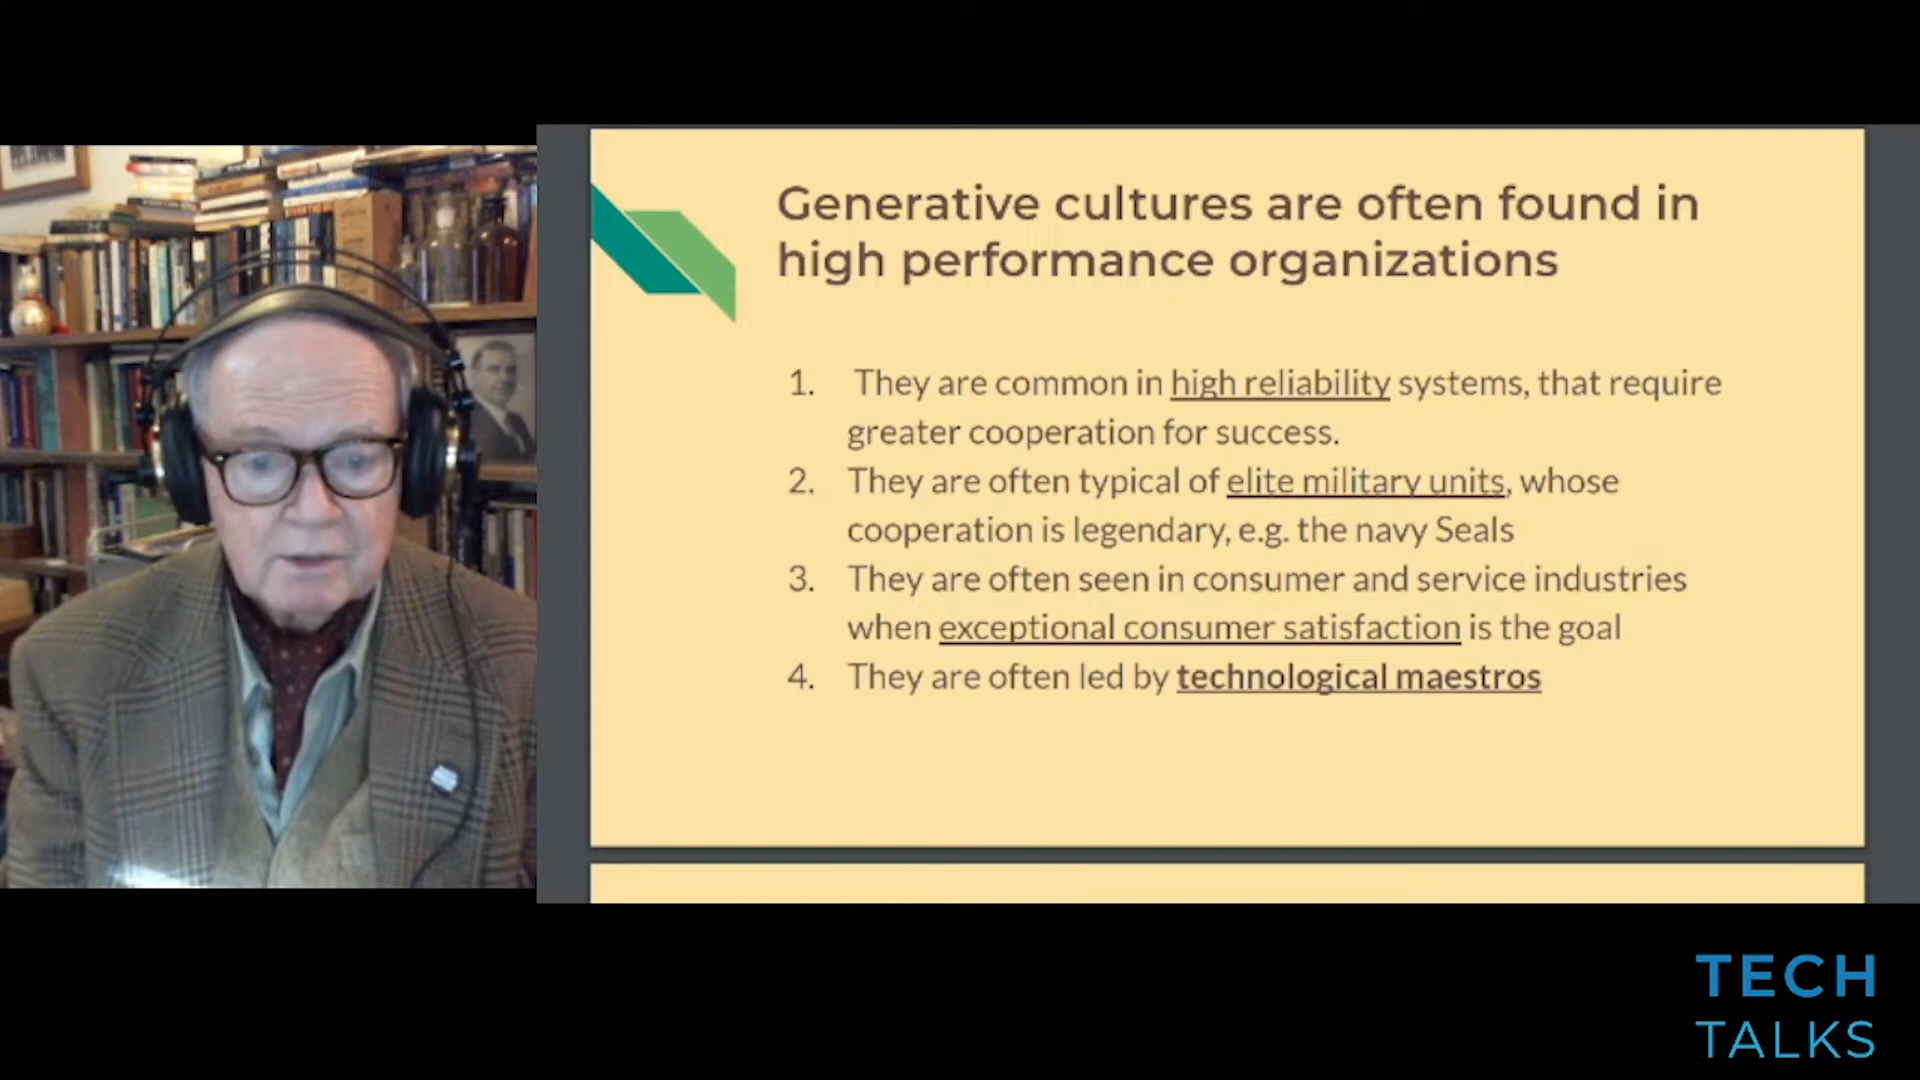 Generative cultures are often found in
high performance organizations
1. They are common in high reliability systems, that require
greater cooperation for success.
2. They are often typical of elite military units, whose
cooperation is legendary, e.g. the navy Seals
3. They are often seen in consumer and service industries
when exceptional consumer satisfaction is the goal
4. They are often led by technological maestros
TECH
TALKS